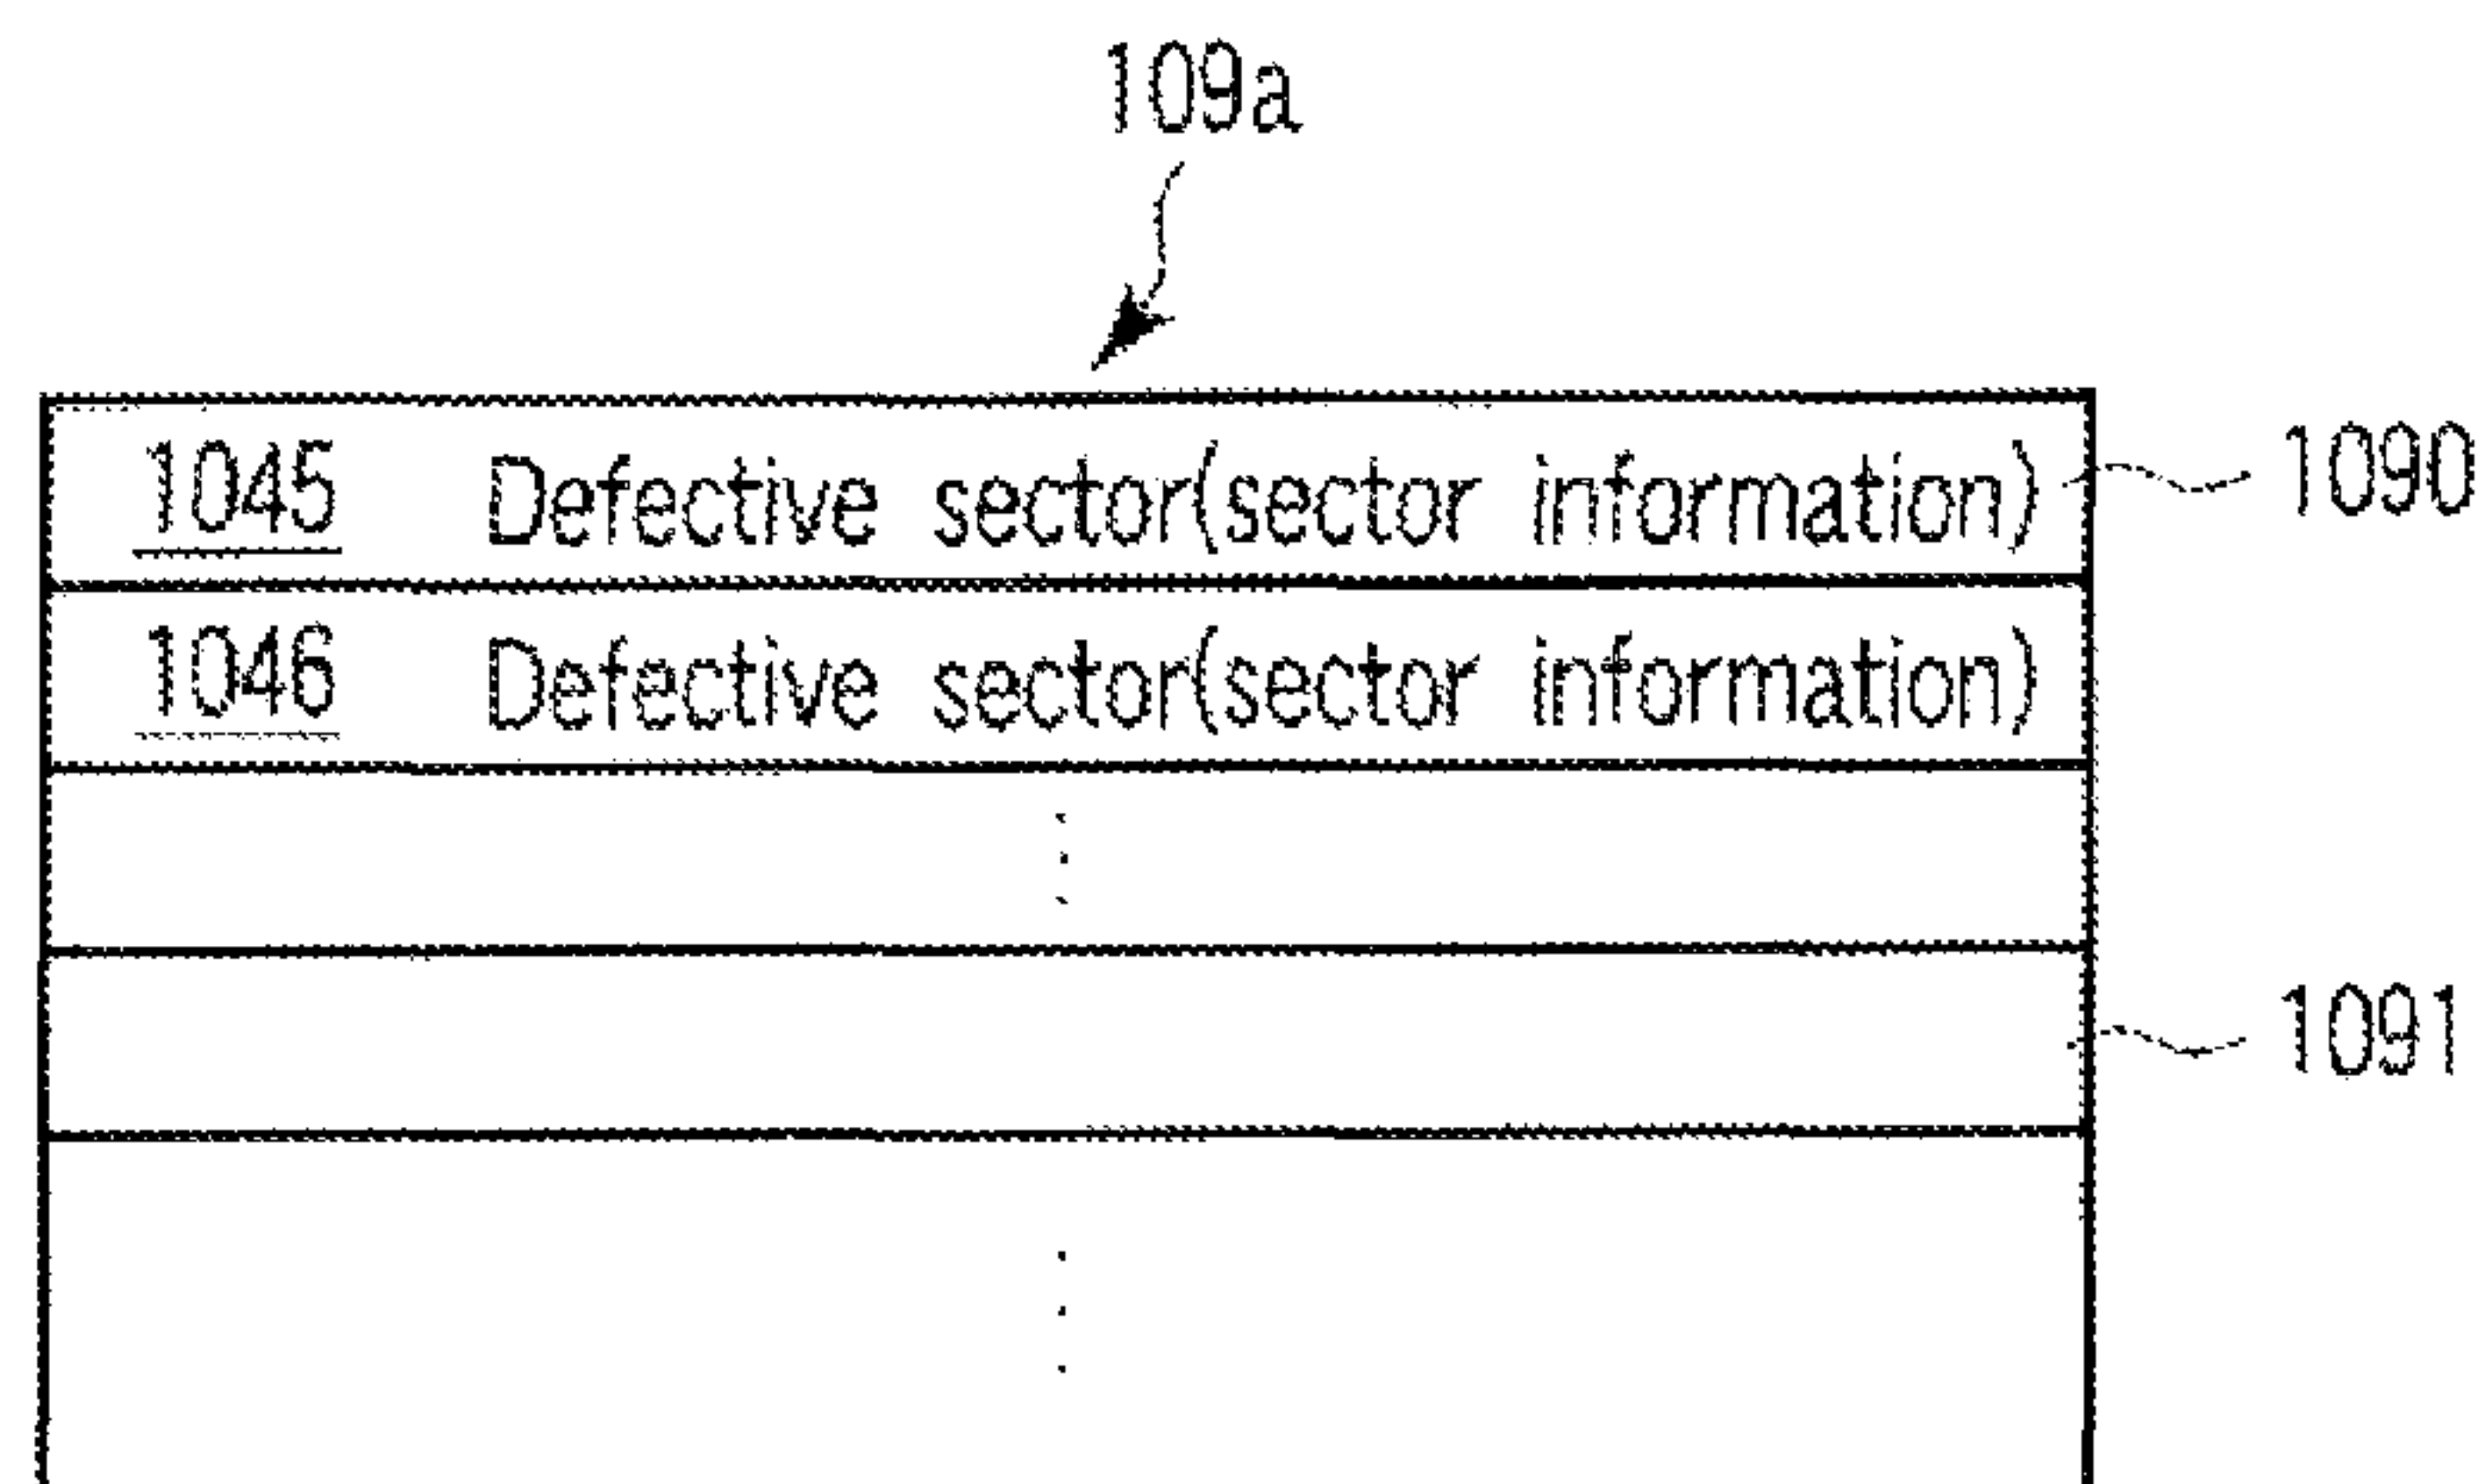 109a
1045 Defective sector(sector information) 1090
1046 Defective sector(sector information)
1091